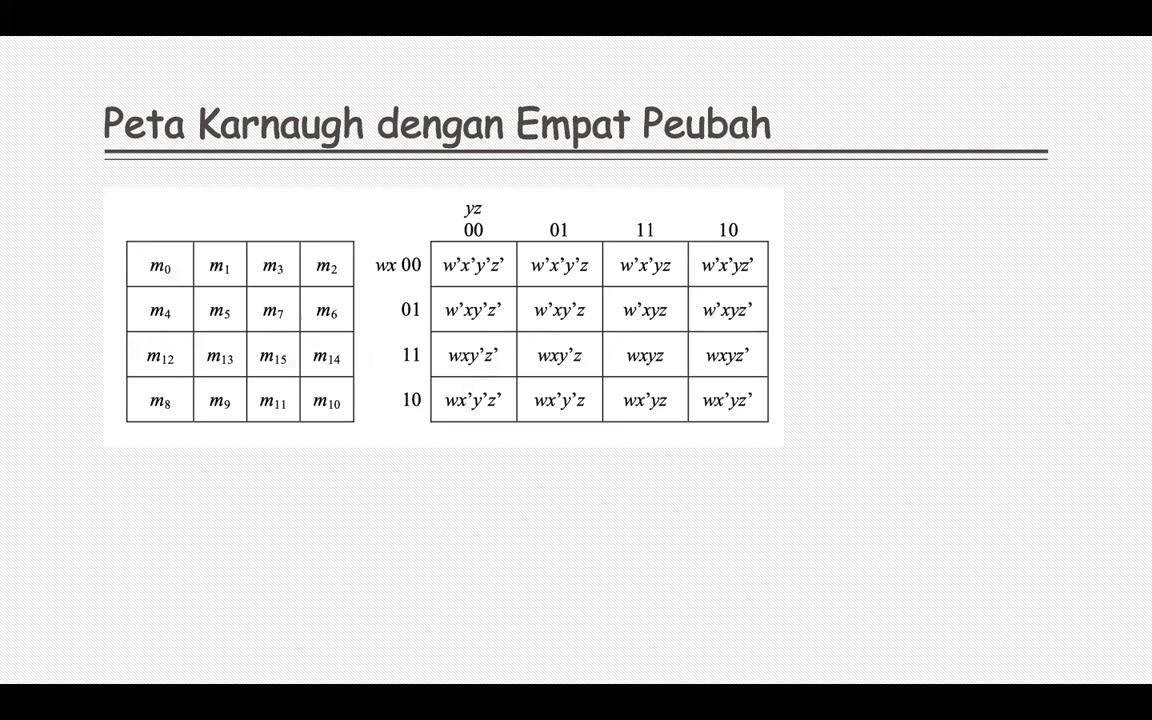 Peta Karnaugh dengan Empat Peubah
yz
00 01 11 10
m0 m1 m3 m2 wx 00 w’x’y’z’ w’x’y’z w’x’yz w’x’yz’
m4 m5 m7 m6 01 w’xy’z’ w’xy’z w’xyz w’xyz’
m12 m13 m15 m14 11 wxy’z’ wxy’z wxyz wxyz’
m8 m9 m11 m10 10 wx’y’z’ wx’y’z wx’yz wx’yz’